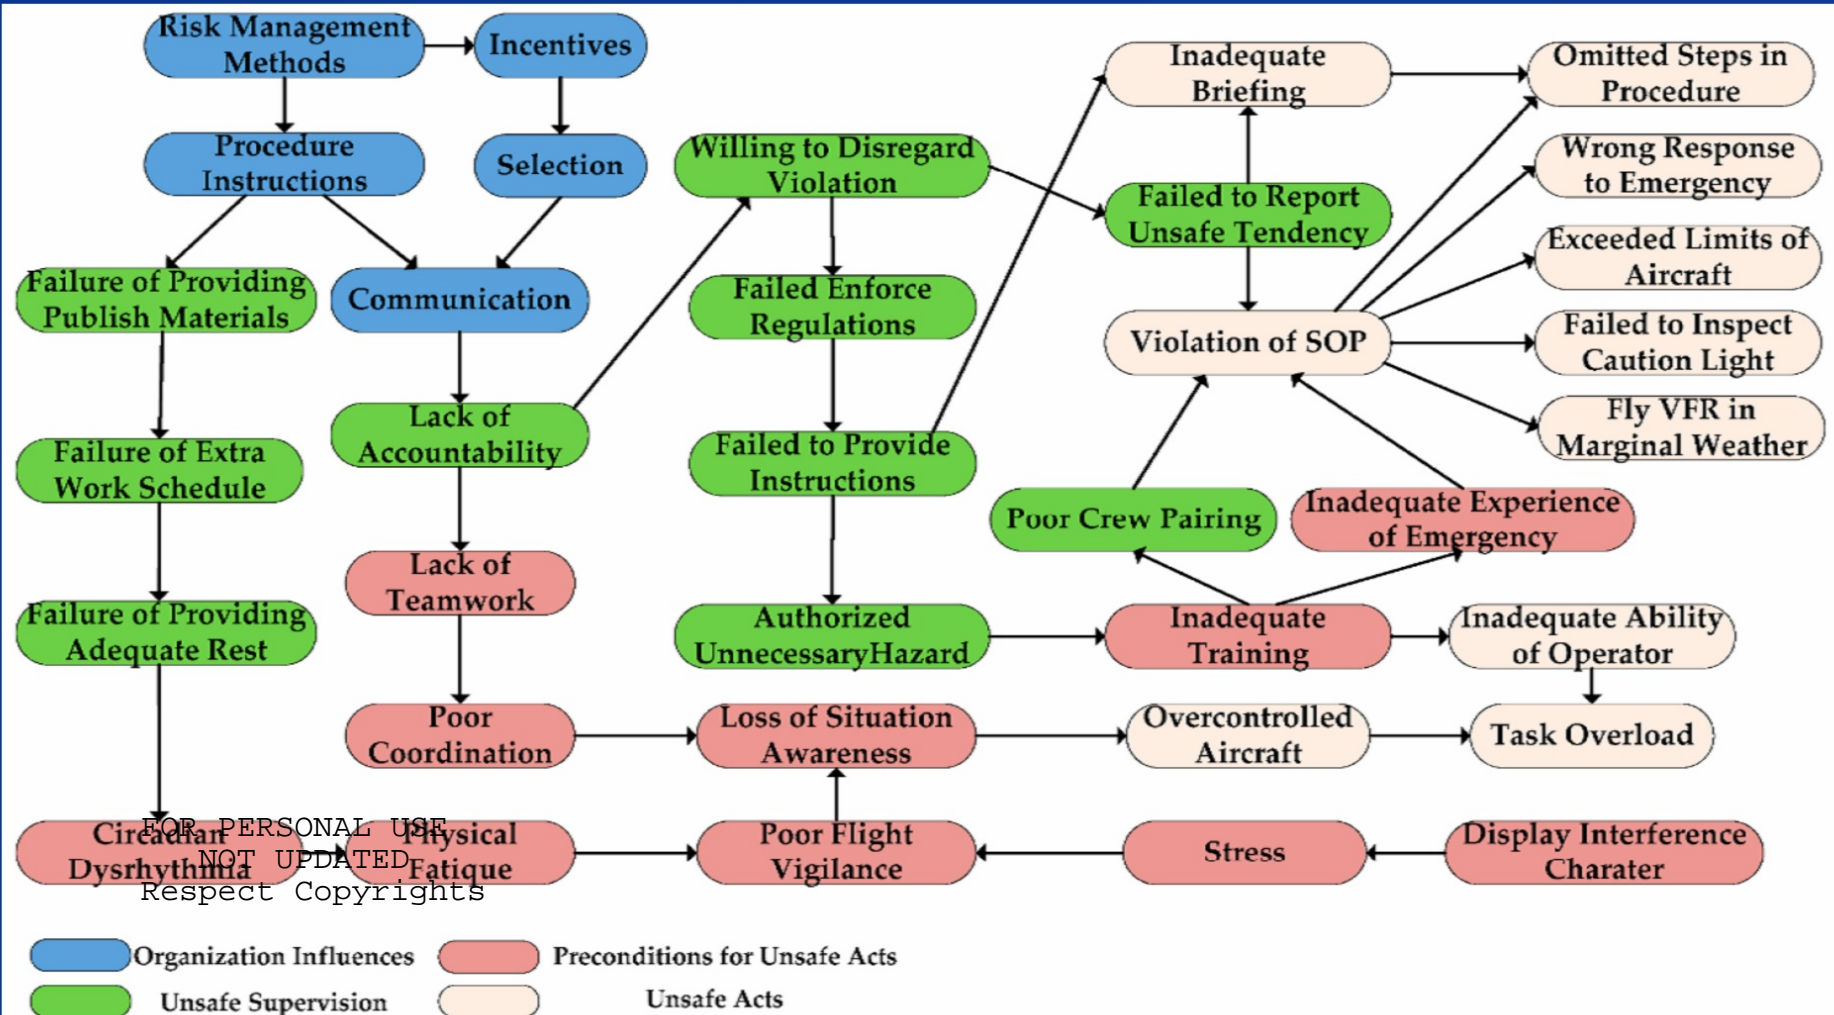 Risk Management
Methods
Incentives
Inadequate
Briefing
Omitted Steps in
Procedure
Procedure
Instructions
Selection
Willing to Disregard
Violation
Wrong Response
to Emergency
Failed to Report
Unsafe Tendency
Exceeded Limits of
Aircraft
Failure of Providing
Publish Materials
Communication
Failed Enforce
Regulations
Violation of SOP
Failed to Inspect
Caution Light
Fly VFR in
Marginal Weather
Lack of
Accountability
Failure of Extra
Work Schedule
Failed to Provide
Instructions
Poor Crew Pairing
Inadequate Experience
of Emergency
Lack of
Teamwork
Failure of Providing
Adequate Rest
Authorized
UnnecessaryHazard
Inadequate
Training
Inadequate Ability
of Operator
Poor
Coordination
Loss of Situation
Awareness
Overcontrolled
Aircraft
Task Overload
Circadian
Dysrhythmia
Physical
Fatique
Poor Flight
Vigilance
Stress
Display Interference
Charater
FOR PERSONAL USE
NOT UPDATED
Respect Copyrights
Organization Influences
Preconditions for Unsafe Acts
Unsafe Supervision
Unsafe Acts